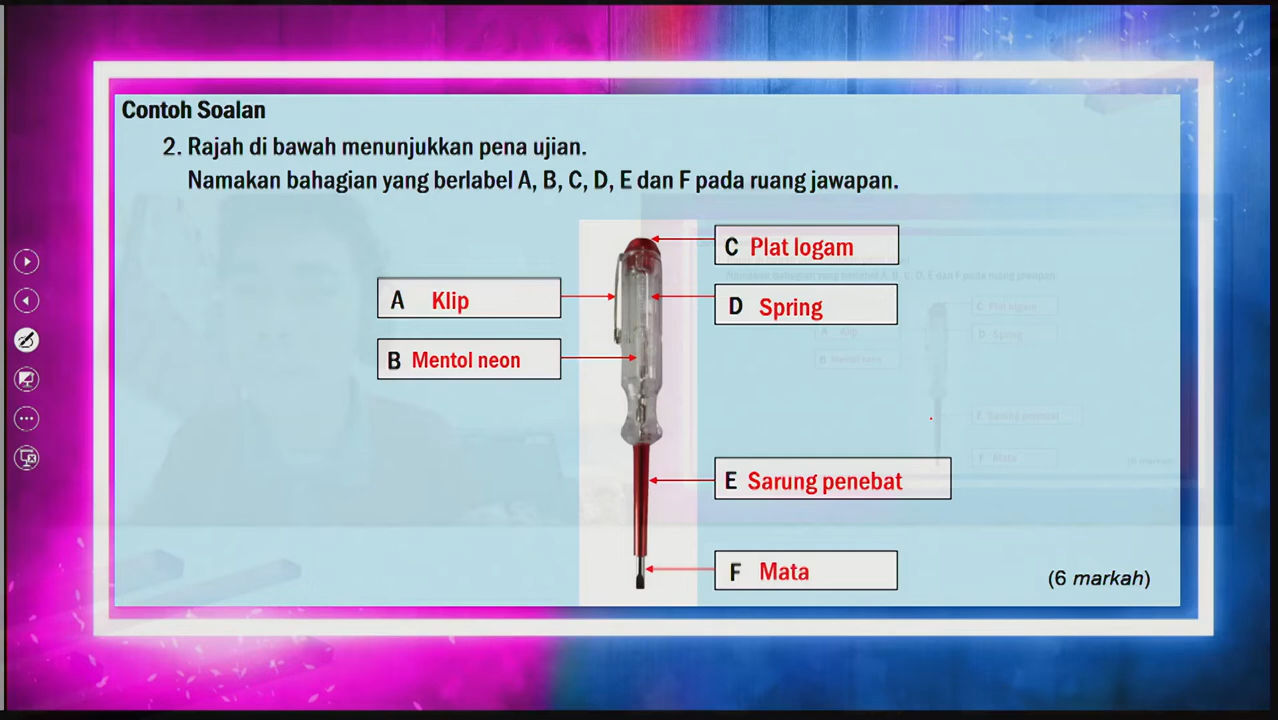 Contoh Soalan
2. Rajah di bawah menunjukkan pena ujian.
Namakan bahagian yang berlabel A, B, C, D, E dan F pada ruang jawapan.
C Plat logam
A Klip
D Spring
B Mentol neon
E Sarung penebat
F Mata
(6 markah)